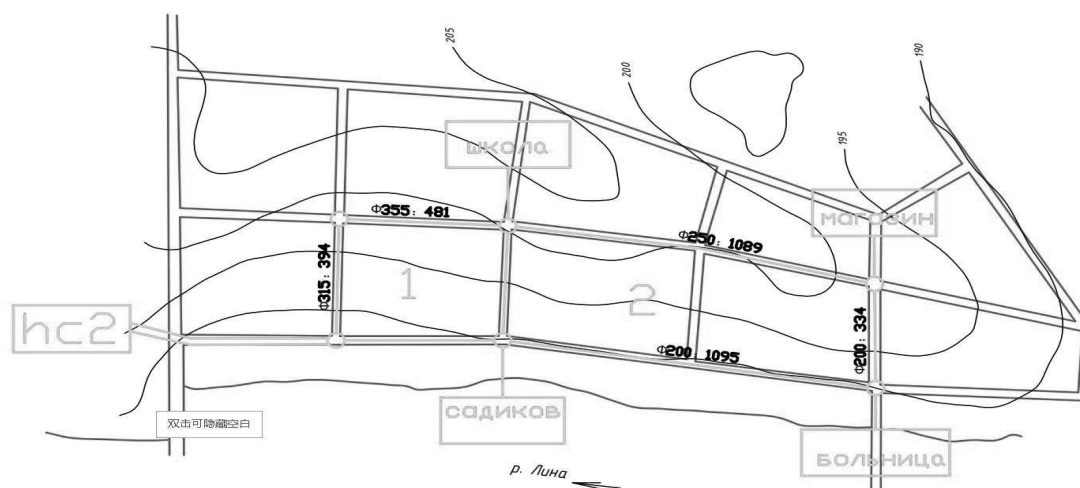 205
200
190
195
школа
магазин
Ф355: 481
Ф250: 1089
Ф315: 394
1
2
hc2
Ф200: 334
Ф200: 1095
садиков
双击可隐藏空白
больница
р. Лина